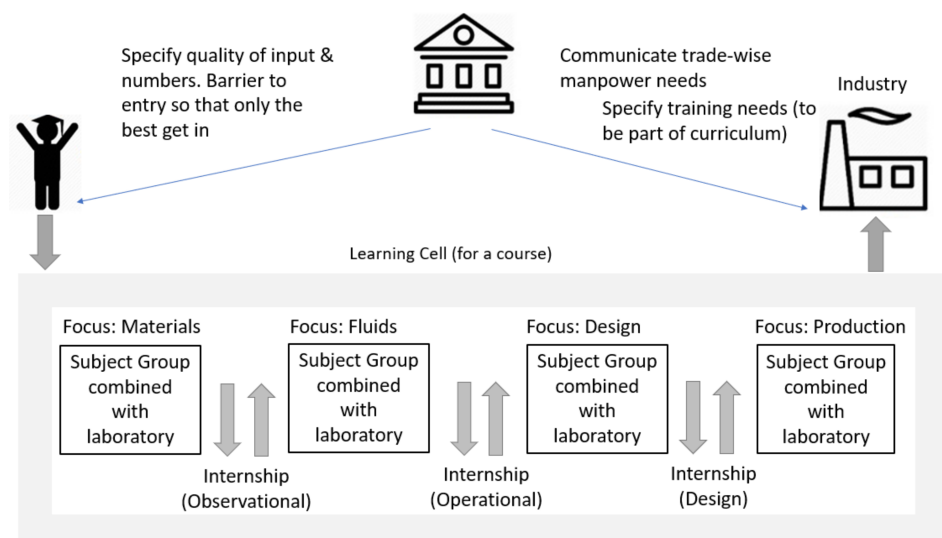 Specify quality of input &
numbers. Barrier to
entry so that only the
best get in
Communicate trade-wise
manpower needs
Specify training needs (to
be part of curriculum)
Industry
Learning Cell (for a course)
Focus: Materials
Subject Group
combined
with
laboratory
Internship
(Observational)
Focus: Fluids
Subject Group
combined
with
laboratory
Internship
(Operational)
Focus: Design
Subject Group
combined
with
laboratory
Internship
(Design)
Focus: Production
Subject Group
combined
with
laboratory